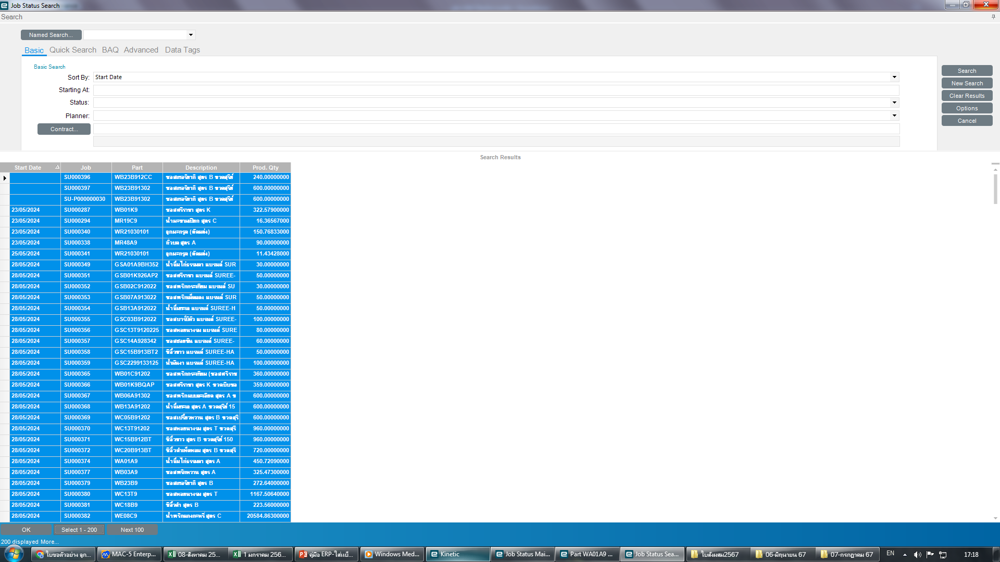 Job Status Search
Search
Named Search...
Basic Quick Search BAQ Advanced Data Tags
Basic Search
Sort By: Start Date
Starting At:
Status:
Planner:
Contract...
Search
New Search
Clear Results
Options
Cancel
Search Results
Start Date Job Part Description Prod. Qty
SU000396 WB23B912CC ซอสเทอริยากิ สูตร B ขวดสุรีย์ 240.00000000
SU000397 WB23B91302 ซอสเทอริยากิ สูตร B ขวดสุรีย์ 600.00000000
SU-P000000030 WB23B91302 ซอสเทอริยากิ สูตร B ขวดสุรีย์ 600.00000000
23/05/2024 SU000287 WB01K9 ซอสศรีราชา สูตร K 322.57900000
23/05/2024 SU000294 MR19C9 น้ำมะขามเปียก สูตร C 16.36567000
23/05/2024 SU000340 WR21030101 ลูกมะกรูด (ตัดแต่ง) 150.76833000
23/05/2024 SU000338 MR48A9 ถั่วบด สูตร A 90.00000000
25/05/2024 SU000341 WR21030101 ลูกมะกรูด (ตัดแต่ง) 11.43428000
28/05/2024 SU000349 GSA01A9BH352 น้ำจิ้มไก่ธรรมดา แบรนด์ SUR 30.00000000
28/05/2024 SU000351 GSB01K926AP2 ซอสศรีราชา แบรนด์ SUREE- 50.00000000
28/05/2024 SU000352 GSB02C912022 ซอสพริกกระเทียม แบรนด์ SU 30.00000000
28/05/2024 SU000353 GSB07A913022 ซอสพริกเม็ดแดง แบรนด์ SUR 50.00000000
28/05/2024 SU000354 GSB13A912022 น้ำจิ้มทะเล แบรนด์ SUREE-H 50.00000000
28/05/2024 SU000355 GSC03B912022 ซอสบาร์บีคิว แบรนด์ SUREE- 100.00000000
28/05/2024 SU000356 GSC13T9120225 ซอสหอยนางรม แบรนด์ SURE 80.00000000
28/05/2024 SU000357 GSC14A928342 ซอสฮอยซิน แบรนด์ SUREE- 60.00000000
28/05/2024 SU000358 GSC15B913BT2 ซีอิ๊วขาว แบรนด์ SUREE-HA 50.00000000
28/05/2024 SU000359 GSC2299133125 น้ำมันงา แบรนด์ SUREE-HA 100.00000000
28/05/2024 SU000365 WB01C91202 ซอสพริกกระเทียม (ซอสศรีราช 360.00000000
28/05/2024 SU000366 WB01K9BQAP ซอสศรีราชา สูตร K ขวดบีบซอ 359.00000000
28/05/2024 SU000367 WB06A91302 ซอสพริกแบบละเอียด สูตร A ข 600.00000000
28/05/2024 SU000368 WB13A91202 น้ำจิ้มทะเล สูตร A ขวดสุรีย์ 15 600.00000000
28/05/2024 SU000369 WC05B91202 ซอสเปรี้ยวหวาน สูตร B ขวดสุรี 600.00000000
28/05/2024 SU000370 WC13T91202 ซอสหอยนางรม สูตร T ขวดสุรี 960.00000000
28/05/2024 SU000371 WC15B912BT ซีอิ๊วขาว สูตร B ขวดสุรีย์ 150 960.00000000
28/05/2024 SU000372 WC20B913BT ซีอิ๊วดำเห็ดหอม สูตร B ขวดสุรี 720.00000000
28/05/2024 SU000374 WA01A9 น้ำจิ้มไก่ธรรมดา สูตร A 450.72090000
28/05/2024 SU000377 WB03A9 ซอสพริกหวาน สูตร A 325.47300000
28/05/2024 SU000379 WB23B9 ซอสเทอริยากิ สูตร B 272.64000000
28/05/2024 SU000380 WC13T9 ซอสหอยนางรม สูตร T 1167.50640000
28/05/2024 SU000381 WC18B9 ซีอิ๊วดำ สูตร B 223.56000000
28/05/2024 SU000382 WE08C9 น้ำพริกแกงกะหรี่ สูตร C 20584.86300000
OK Select 1 - 200 Next 100
200 displayed More...
ใบขอตัวอย่าง ลูก... MAC-5 Enterp... 08-สิงหาคม 25... 1 มกราคม 256... คู่มือ ERP-ใส่เบ็... Windows Med... Kinetic Job Status Mai... Part WA01A9 ... Job Status Sea... ใบสั่งผสม2567 06-มิถุนายน 67 07-กรกฎาคม 67 EN 17:18